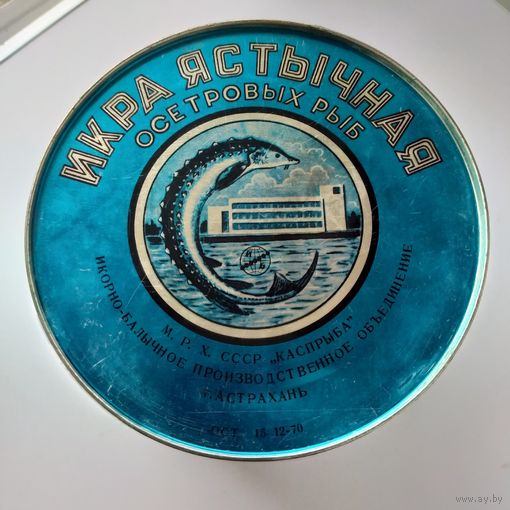 ИКРА ЯСТЫЧНАЯ
ОСЕТРОВЫХ РЫБ
М. Р. Х. СССР „КАСПРЫБА"
ИКОРНО-БАЛЫЧНОЕ ПРОИЗВОДСТВЕННОЕ ОБЪЕДИНЕНИЕ
г. АСТРАХАНЬ
ОСТ 15 12-70
www.ay.by